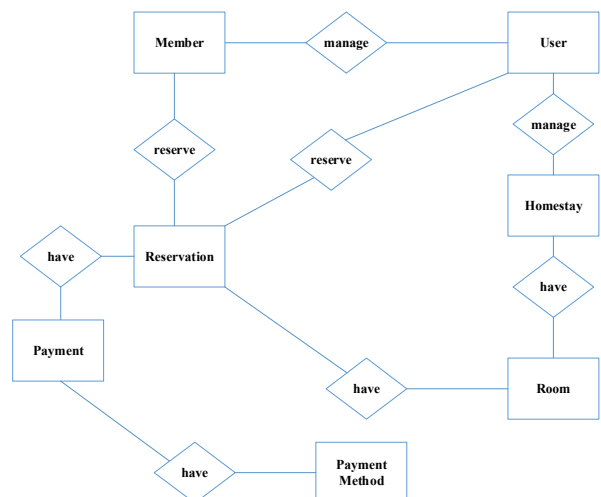 Member
manage
User
manage
reserve
reserve
Homestay
have
Reservation
have
Payment
have
Room
have
Payment
Method